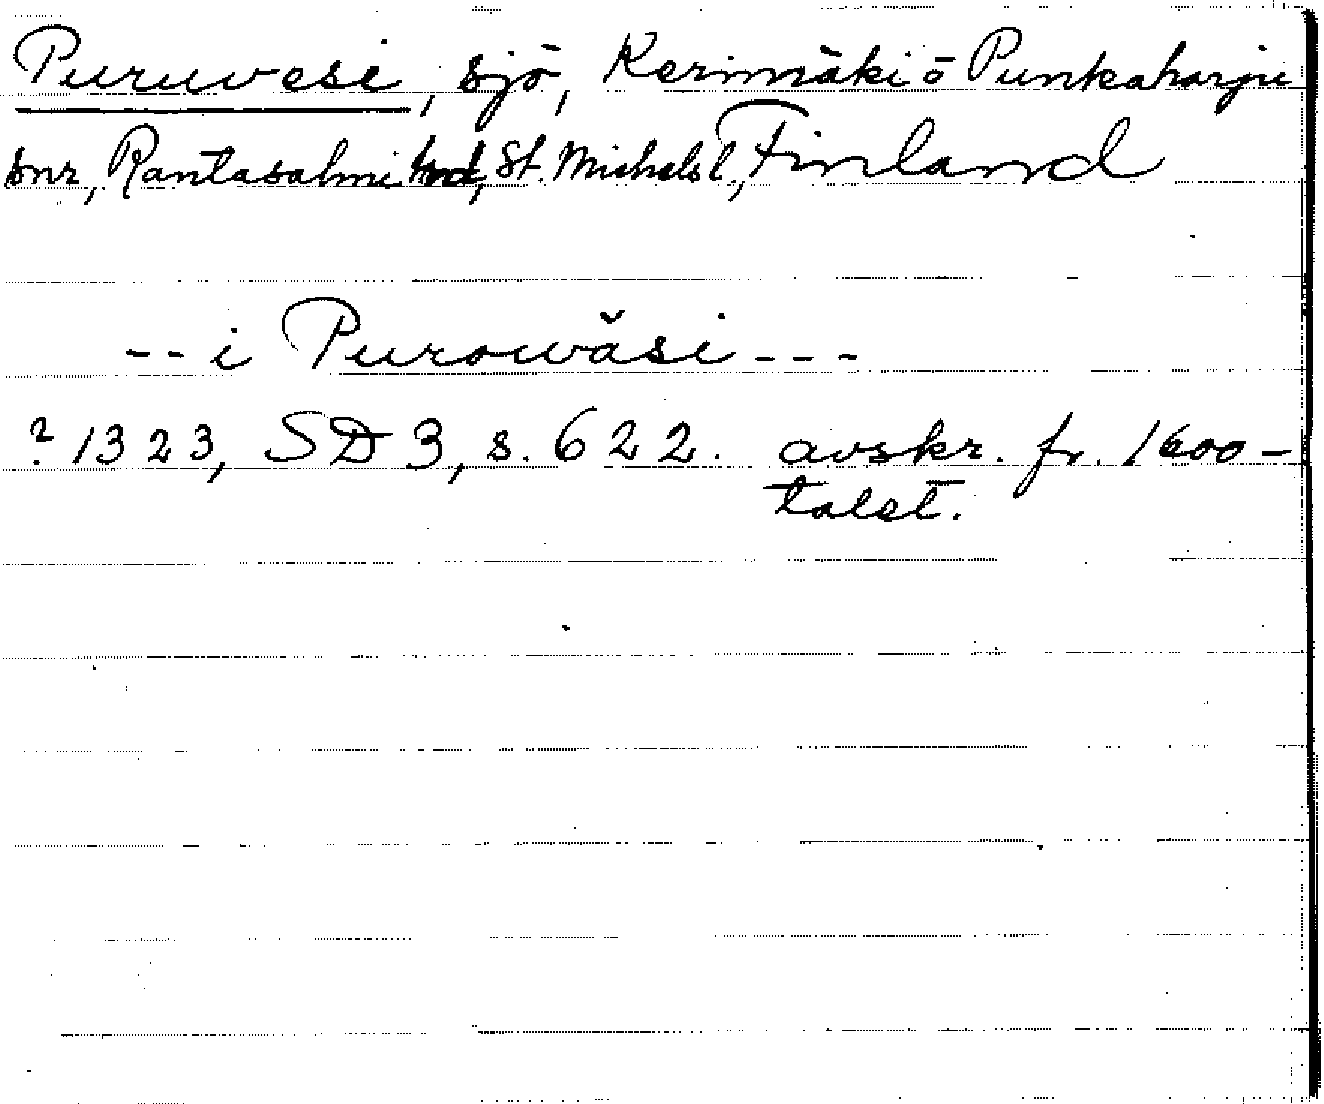 Puruvesi, sjö, Kerimäki o Punkaharju
snr, Rantasalmi hd, St. Michels l, Finland
-- i Purowäsi ---
? 1323, SD 3, s. 622. avskr. fr. 1600-
talet.